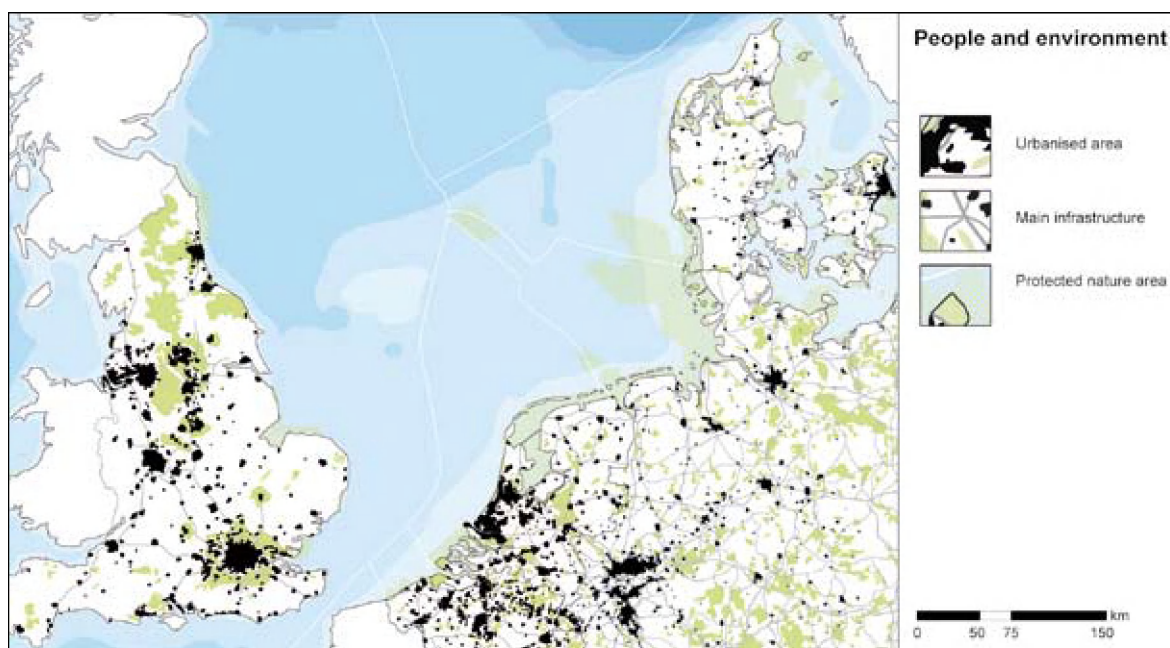 People and environment
Urbanised area
Main infrastructure
Protected nature area
km
0 50 75 150